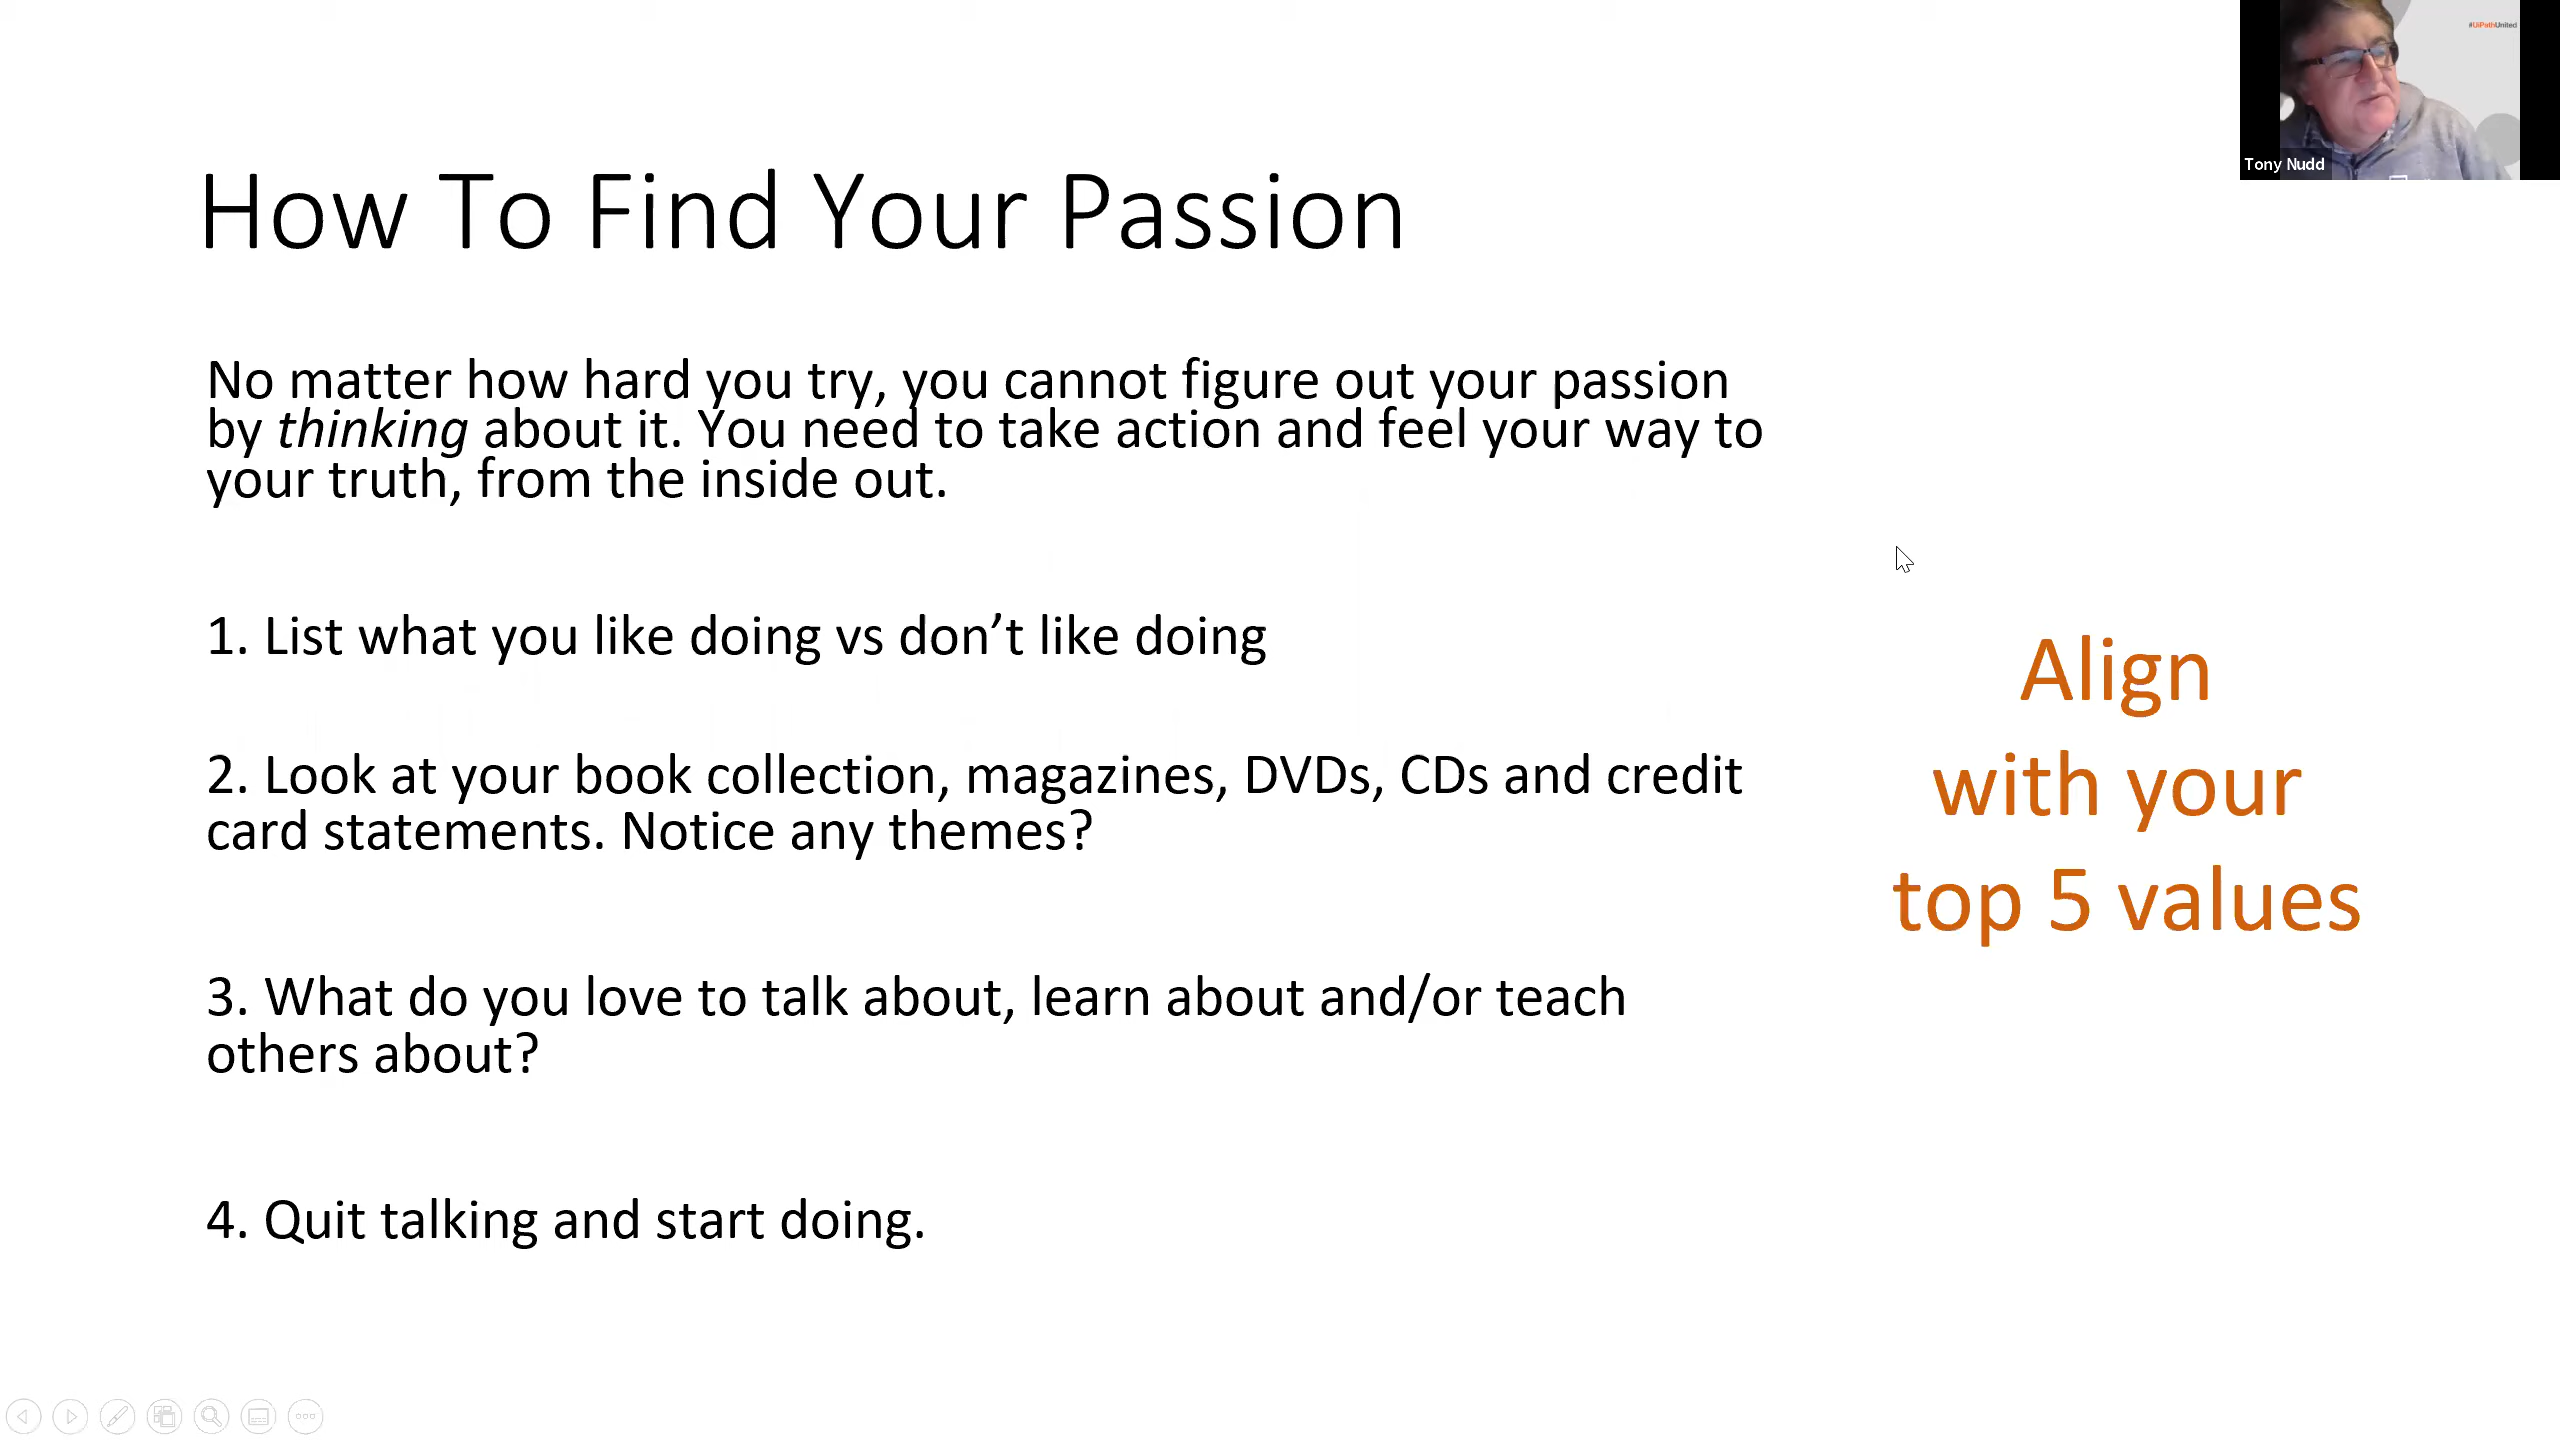 #UiPathUnited
Tony Nudd
How To Find Your Passion
No matter how hard you try, you cannot figure out your passion
by thinking about it. You need to take action and feel your way to
your truth, from the inside out.
1. List what you like doing vs don’t like doing
2. Look at your book collection, magazines, DVDs, CDs and credit
card statements. Notice any themes?
3. What do you love to talk about, learn about and/or teach
others about?
4. Quit talking and start doing.
Align
with your
top 5 values